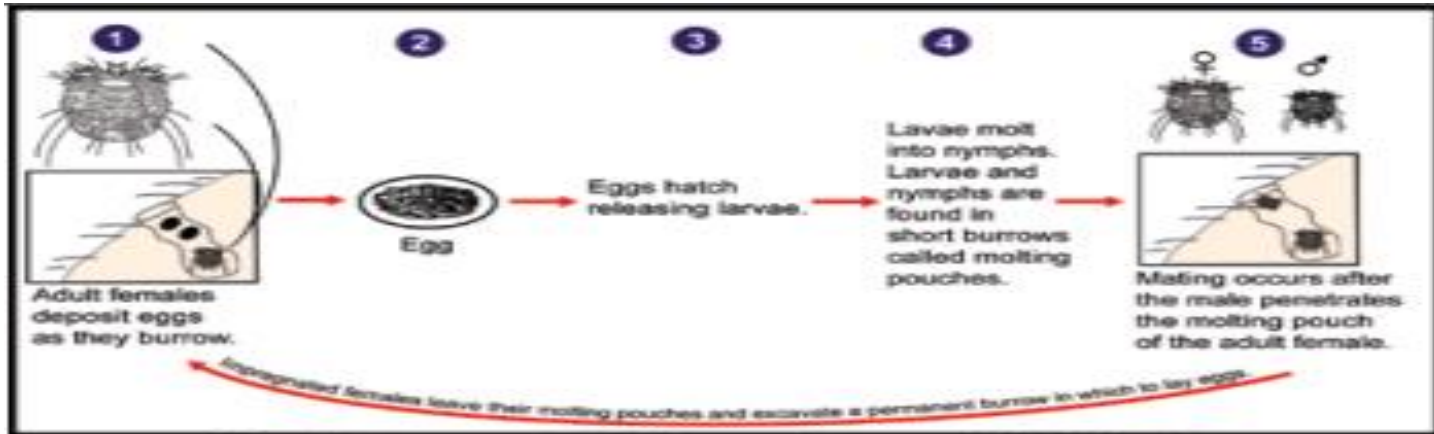 1
2
3
4
5
♀ ♂
Adult females
deposit eggs
as they burrow.
Egg
Eggs hatch
releasing larvae.
Lavae molt
into nymphs.
Larvae and
nymphs are
found in
short burrows
called molting
pouches.
Mating occurs after
the male penetrates
the molting pouch
of the adult female.
Impragnated females leave their molting pouches and excavate a permanent burrow in which to lay eggs.